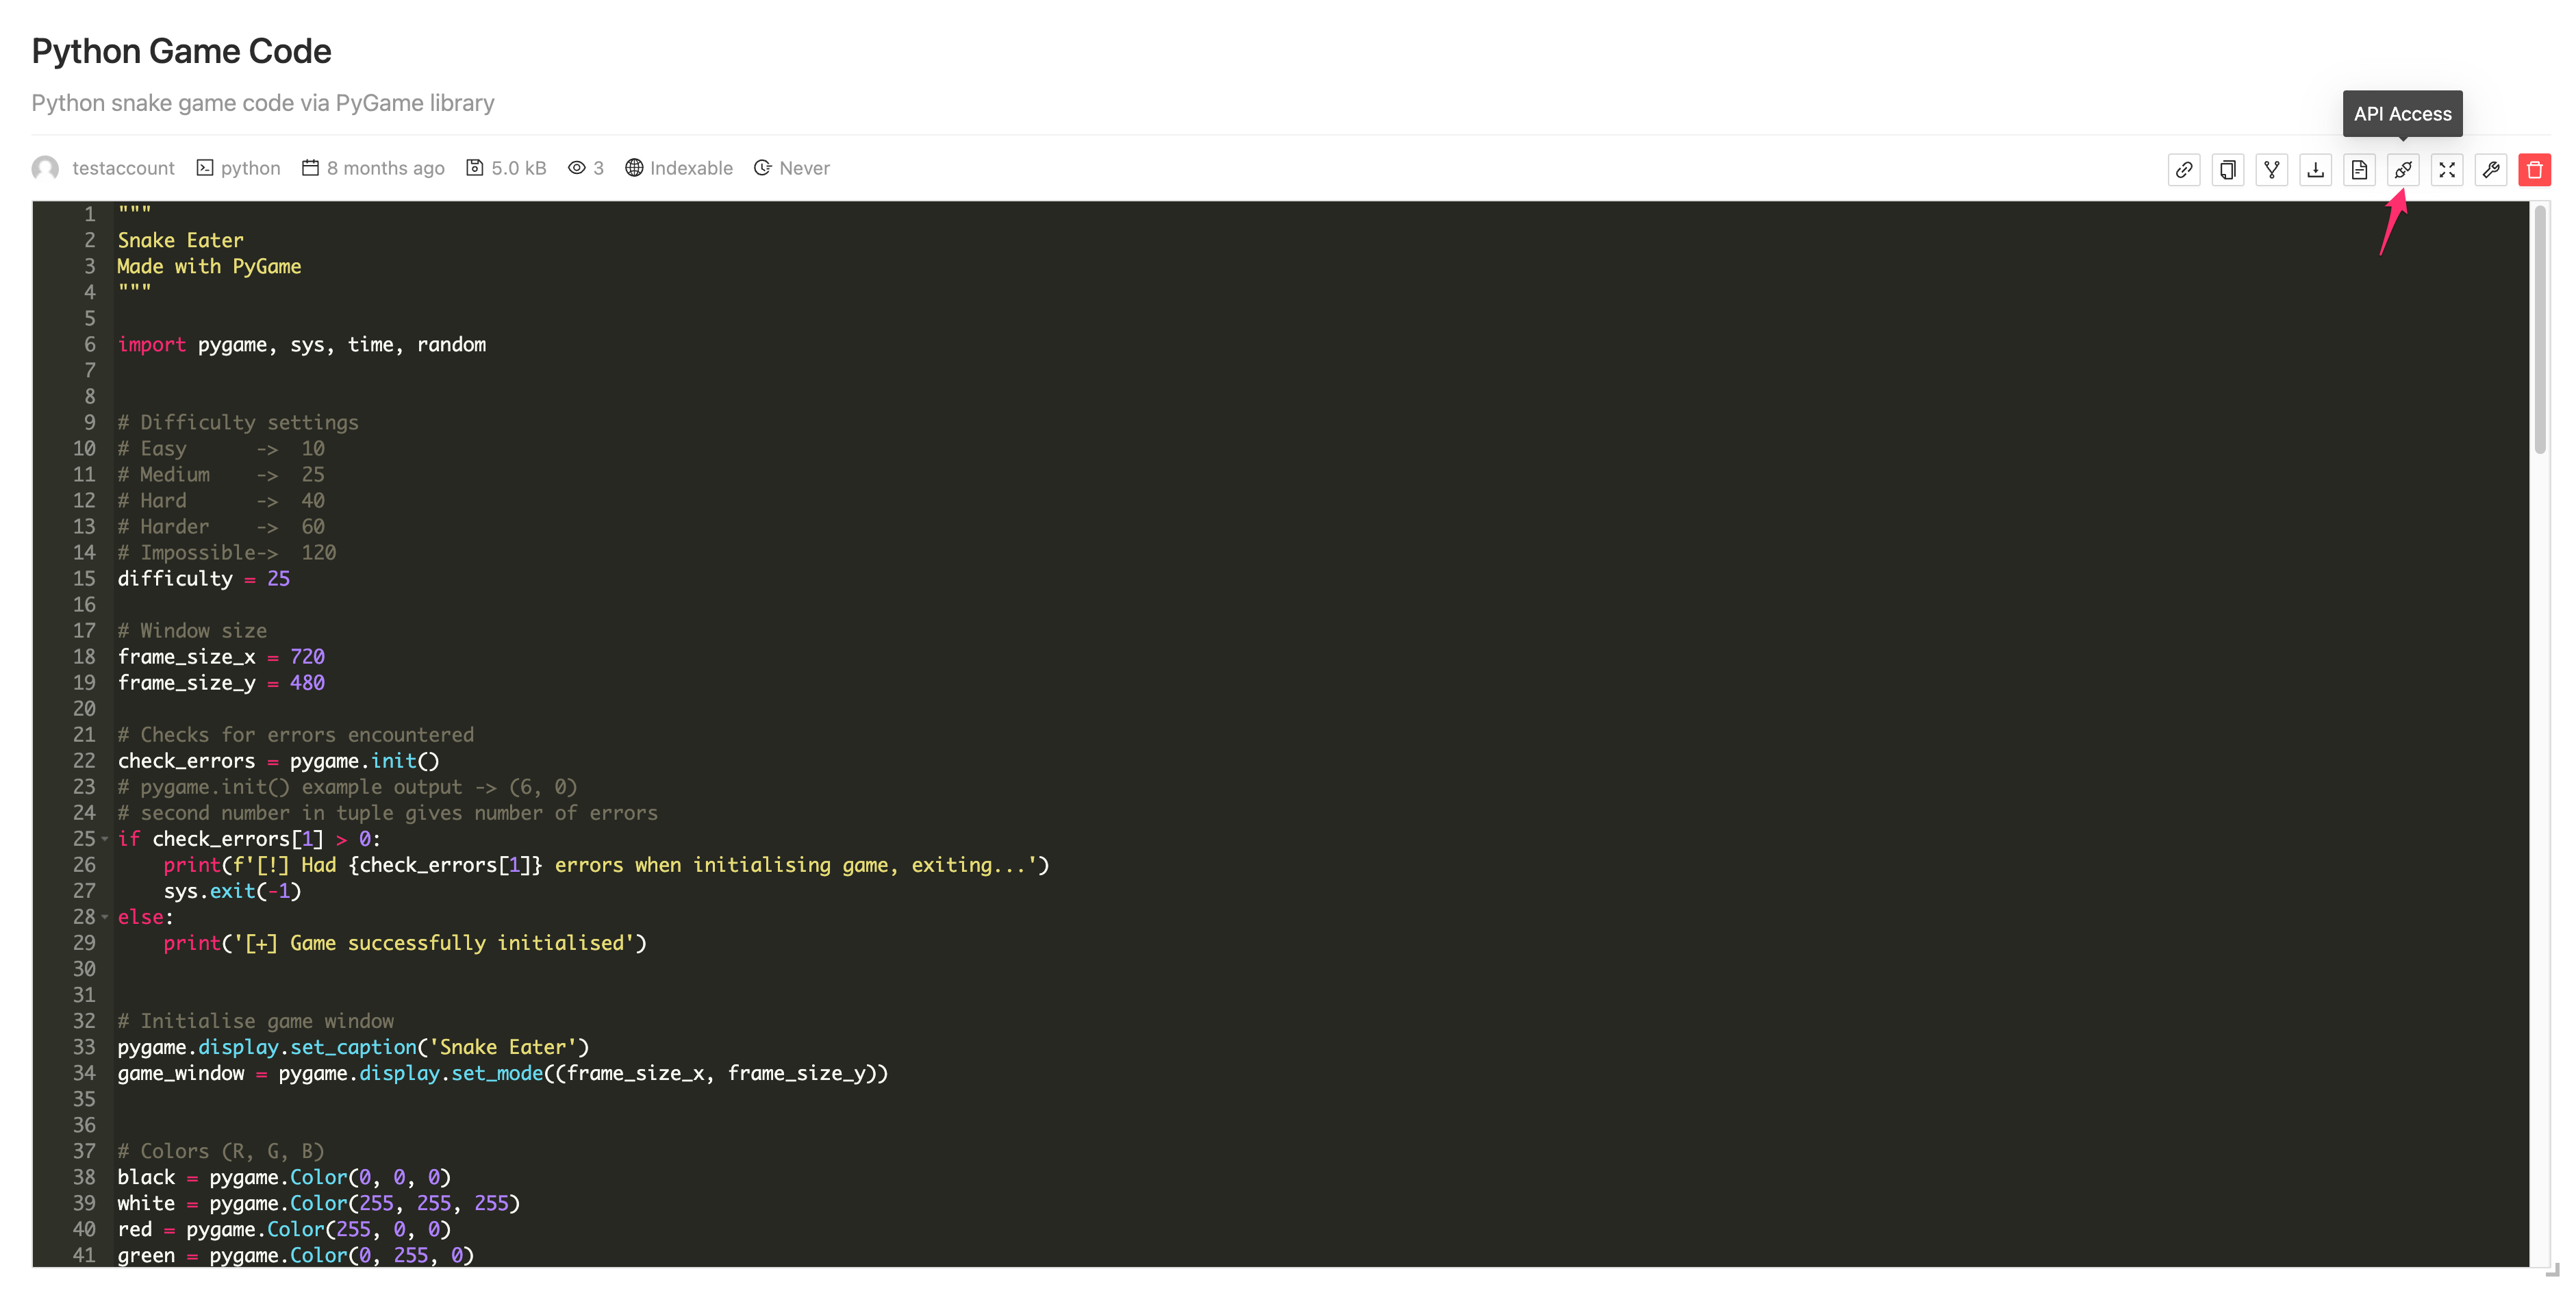 Python Game Code
Python snake game code via PyGame library
API Access
testaccount python 8 months ago 5.0 kB 3 Indexable Never
1 """
2 Snake Eater
3 Made with PyGame
4 """
5
6 import pygame, sys, time, random
7
8
9 # Difficulty settings
10 # Easy      ->  10
11 # Medium    ->  25
12 # Hard      ->  40
13 # Harder    ->  60
14 # Impossible->  120
15 difficulty = 25
16
17 # Window size
18 frame_size_x = 720
19 frame_size_y = 480
20
21 # Checks for errors encountered
22 check_errors = pygame.init()
23 # pygame.init() example output -> (6, 0)
24 # second number in tuple gives number of errors
25 if check_errors[1] > 0:
26     print(f'[!] Had {check_errors[1]} errors when initialising game, exiting...')
27     sys.exit(-1)
28 else:
29     print('[+] Game successfully initialised')
30
31
32 # Initialise game window
33 pygame.display.set_caption('Snake Eater')
34 game_window = pygame.display.set_mode((frame_size_x, frame_size_y))
35
36
37 # Colors (R, G, B)
38 black = pygame.Color(0, 0, 0)
39 white = pygame.Color(255, 255, 255)
40 red = pygame.Color(255, 0, 0)
41 green = pygame.Color(0, 255, 0)